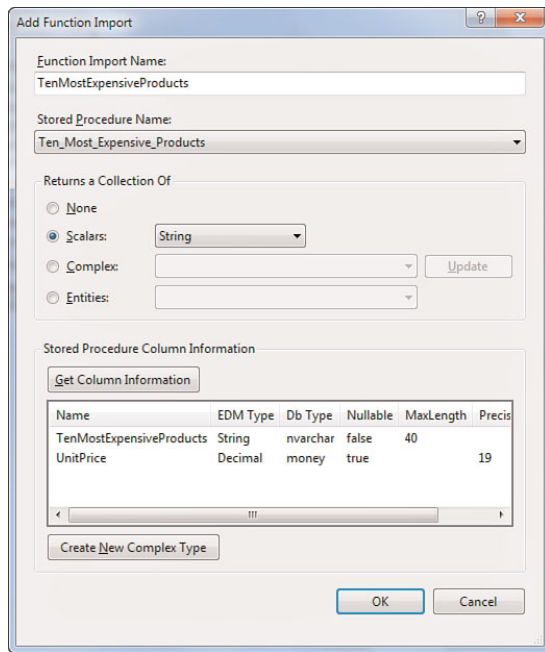 Add Function Import
Function Import Name:
TenMostExpensiveProducts
Stored Procedure Name:
Ten_Most_Expensive_Products
Returns a Collection Of
None
Scalars: String
Complex: Update
Entities:
Stored Procedure Column Information
Get Column Information
Name EDM Type Db Type Nullable MaxLength Precis
TenMostExpensiveProducts String nvarchar false 40
UnitPrice Decimal money true 19
Create New Complex Type
OK Cancel